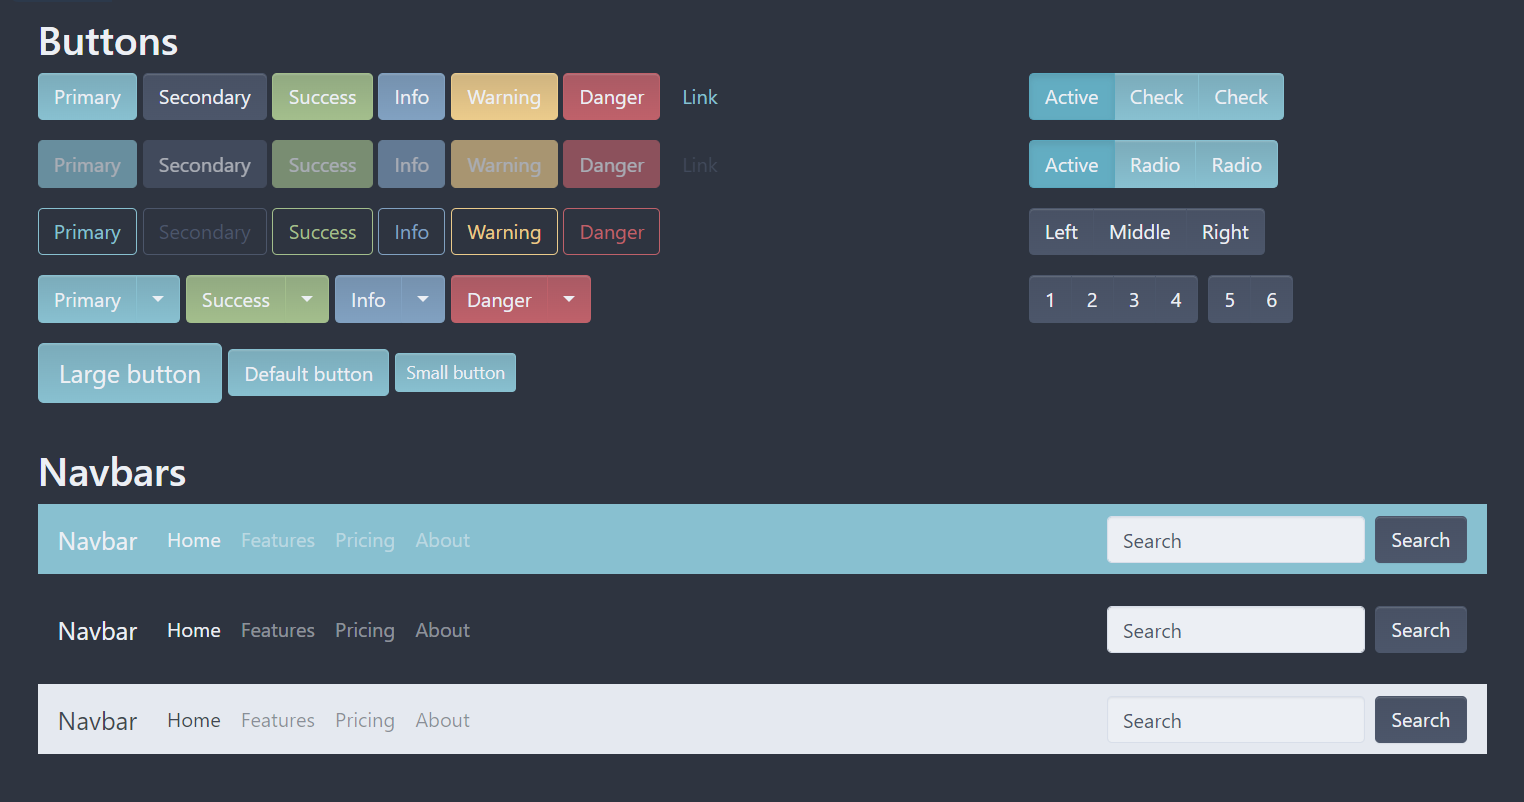 Buttons
Primary Secondary Success Info Warning Danger Link Active Check Check
Primary Secondary Success Info Warning Danger Link Active Radio Radio
Primary Secondary Success Info Warning Danger Left Middle Right
Primary Success Info Danger 1 2 3 4 5 6
Large button Default button Small button
Navbars
Navbar Home Features Pricing About Search Search
Navbar Home Features Pricing About Search Search
Navbar Home Features Pricing About Search Search